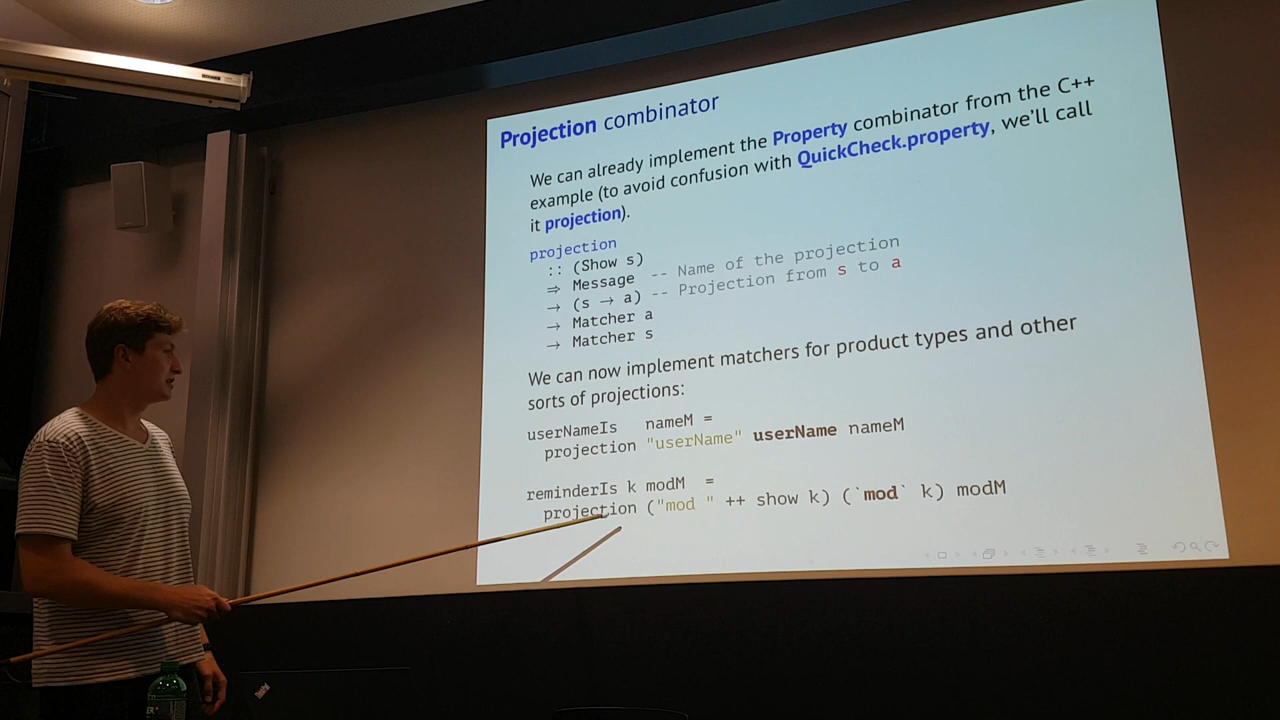 Projection combinator
We can already implement the Property combinator from the C++
example (to avoid confusion with QuickCheck.property, we'll call
it projection).
projection
:: (Show s)
⇒ Message -- Name of the projection
→ (s → a) -- Projection from s to a
→ Matcher a
→ Matcher s
We can now implement matchers for product types and other
sorts of projections:
userNameIs nameM =
projection "userName" userName nameM
reminderIs k modM =
projection ("mod " ++ show k) (`mod` k) modM